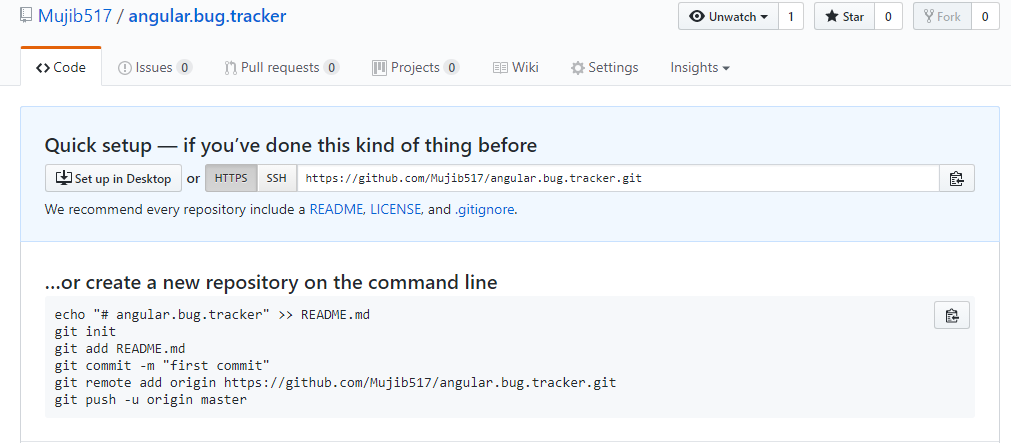 Mujib517 / angular.bug.tracker Unwatch 1 Star 0 Fork 0
Code Issues 0 Pull requests 0 Projects 0 Wiki Settings Insights
Quick setup — if you’ve done this kind of thing before
Set up in Desktop or HTTPS SSH https://github.com/Mujib517/angular.bug.tracker.git
We recommend every repository include a README, LICENSE, and .gitignore.
…or create a new repository on the command line
echo "# angular.bug.tracker" >> README.md
git init
git add README.md
git commit -m "first commit"
git remote add origin https://github.com/Mujib517/angular.bug.tracker.git
git push -u origin master